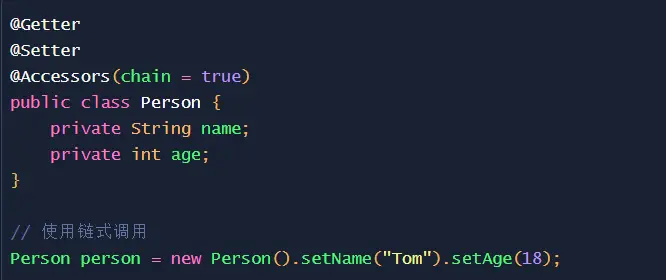 @Getter
@Setter
@Accessors(chain = true)
public class Person {
    private String name;
    private int age;
}
// 使用链式调用
Person person = new Person().setName("Tom").setAge(18);